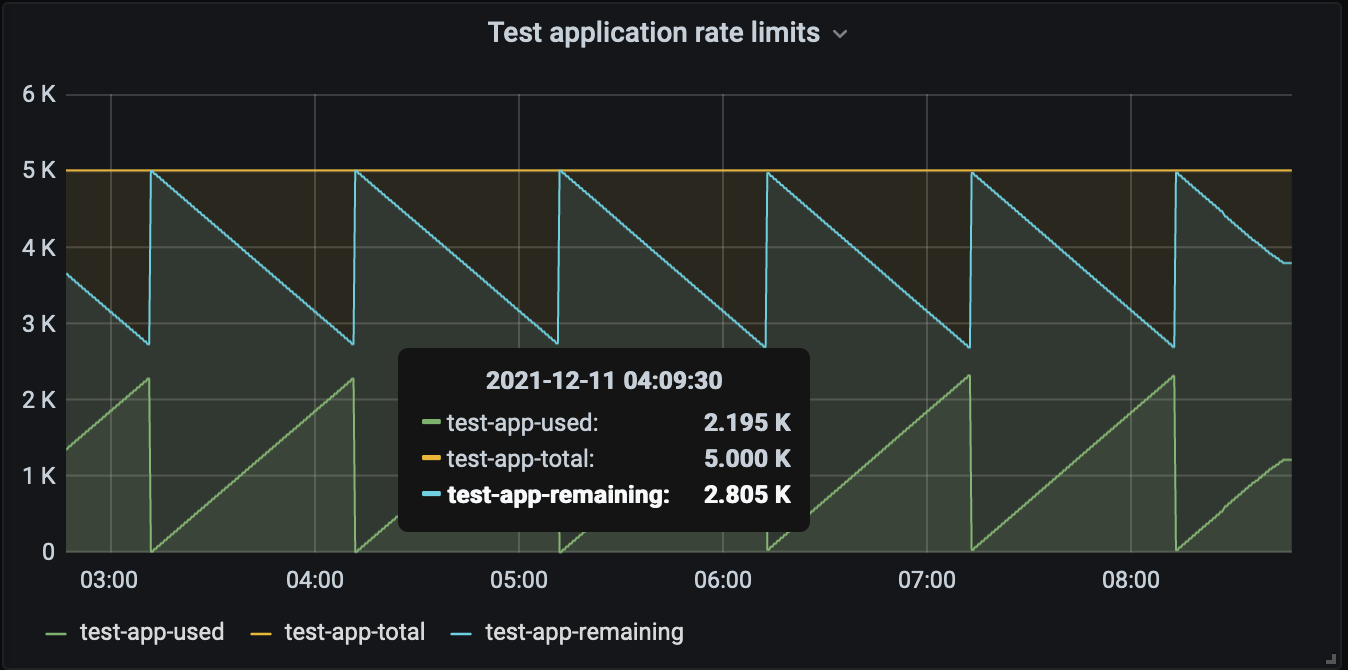 Test application rate limits
6 K
5 K
4 K
3 K
2 K
1 K
0
2021-12-11 04:09:30
test-app-used: 2.195 K
test-app-total: 5.000 K
test-app-remaining: 2.805 K
03:00 04:00 05:00 06:00 07:00 08:00
test-app-used test-app-total test-app-remaining